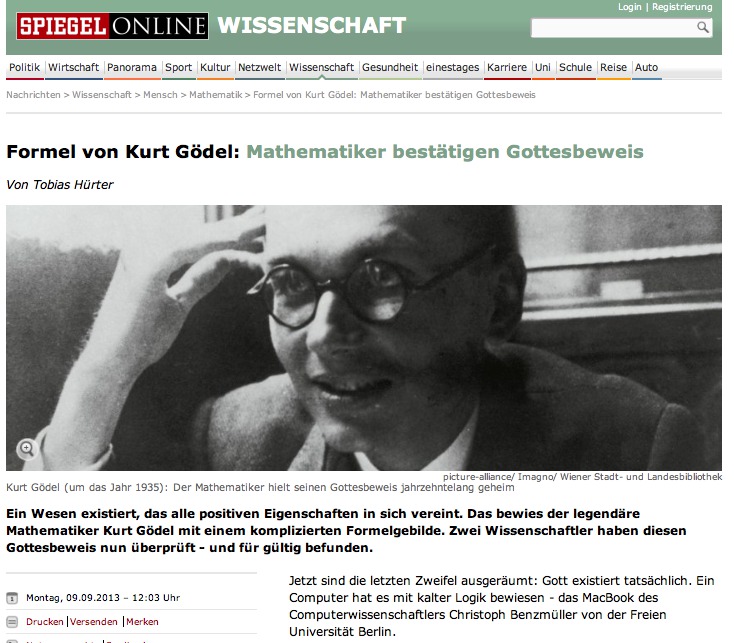 Login | Registrierung
SPIEGEL ONLINE WISSENSCHAFT
Politik Wirtschaft Panorama Sport Kultur Netzwelt Wissenschaft Gesundheit einestages Karriere Uni Schule Reise Auto
Nachrichten > Wissenschaft > Mensch > Mathematik > Formel von Kurt Gödel: Mathematiker bestätigen Gottesbeweis
Formel von Kurt Gödel: Mathematiker bestätigen Gottesbeweis
Von Tobias Hürter
picture-alliance/ Imagno/ Wiener Stadt- und Landesbibliothek
Kurt Gödel (um das Jahr 1935): Der Mathematiker hielt seinen Gottesbeweis jahrzehntelang geheim
Ein Wesen existiert, das alle positiven Eigenschaften in sich vereint. Das bewies der legendäre
Mathematiker Kurt Gödel mit einem komplizierten Formelgebilde. Zwei Wissenschaftler haben diesen
Gottesbeweis nun überprüft - und für gültig befunden.
Montag, 09.09.2013 – 12:03 Uhr
Drucken | Versenden | Merken
Jetzt sind die letzten Zweifel ausgeräumt: Gott existiert tatsächlich. Ein
Computer hat es mit kalter Logik bewiesen - das MacBook des
Computerwissenschaftlers Christoph Benzmüller von der Freien
Universität Berlin.